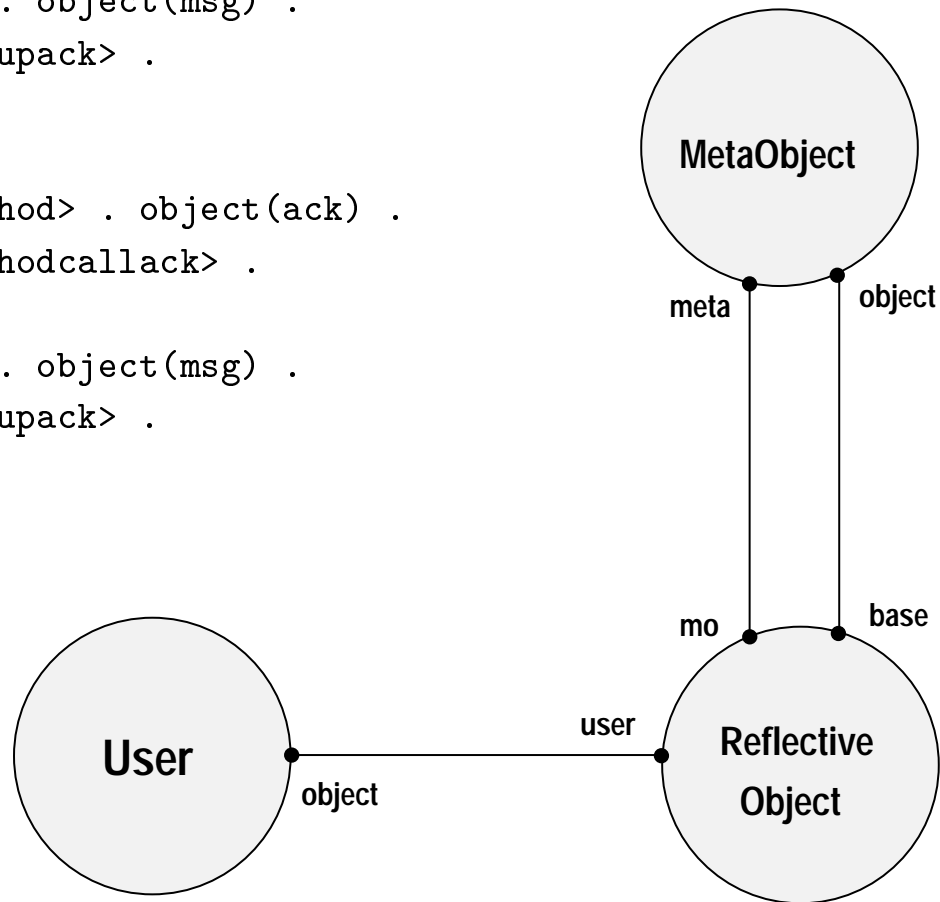 . object(msg) .
upack> .
hod> . object(ack) .
hodcallack> .
. object(msg) .
upack> .
MetaObject
meta
object
mo
base
user
User
object
Reflective
Object